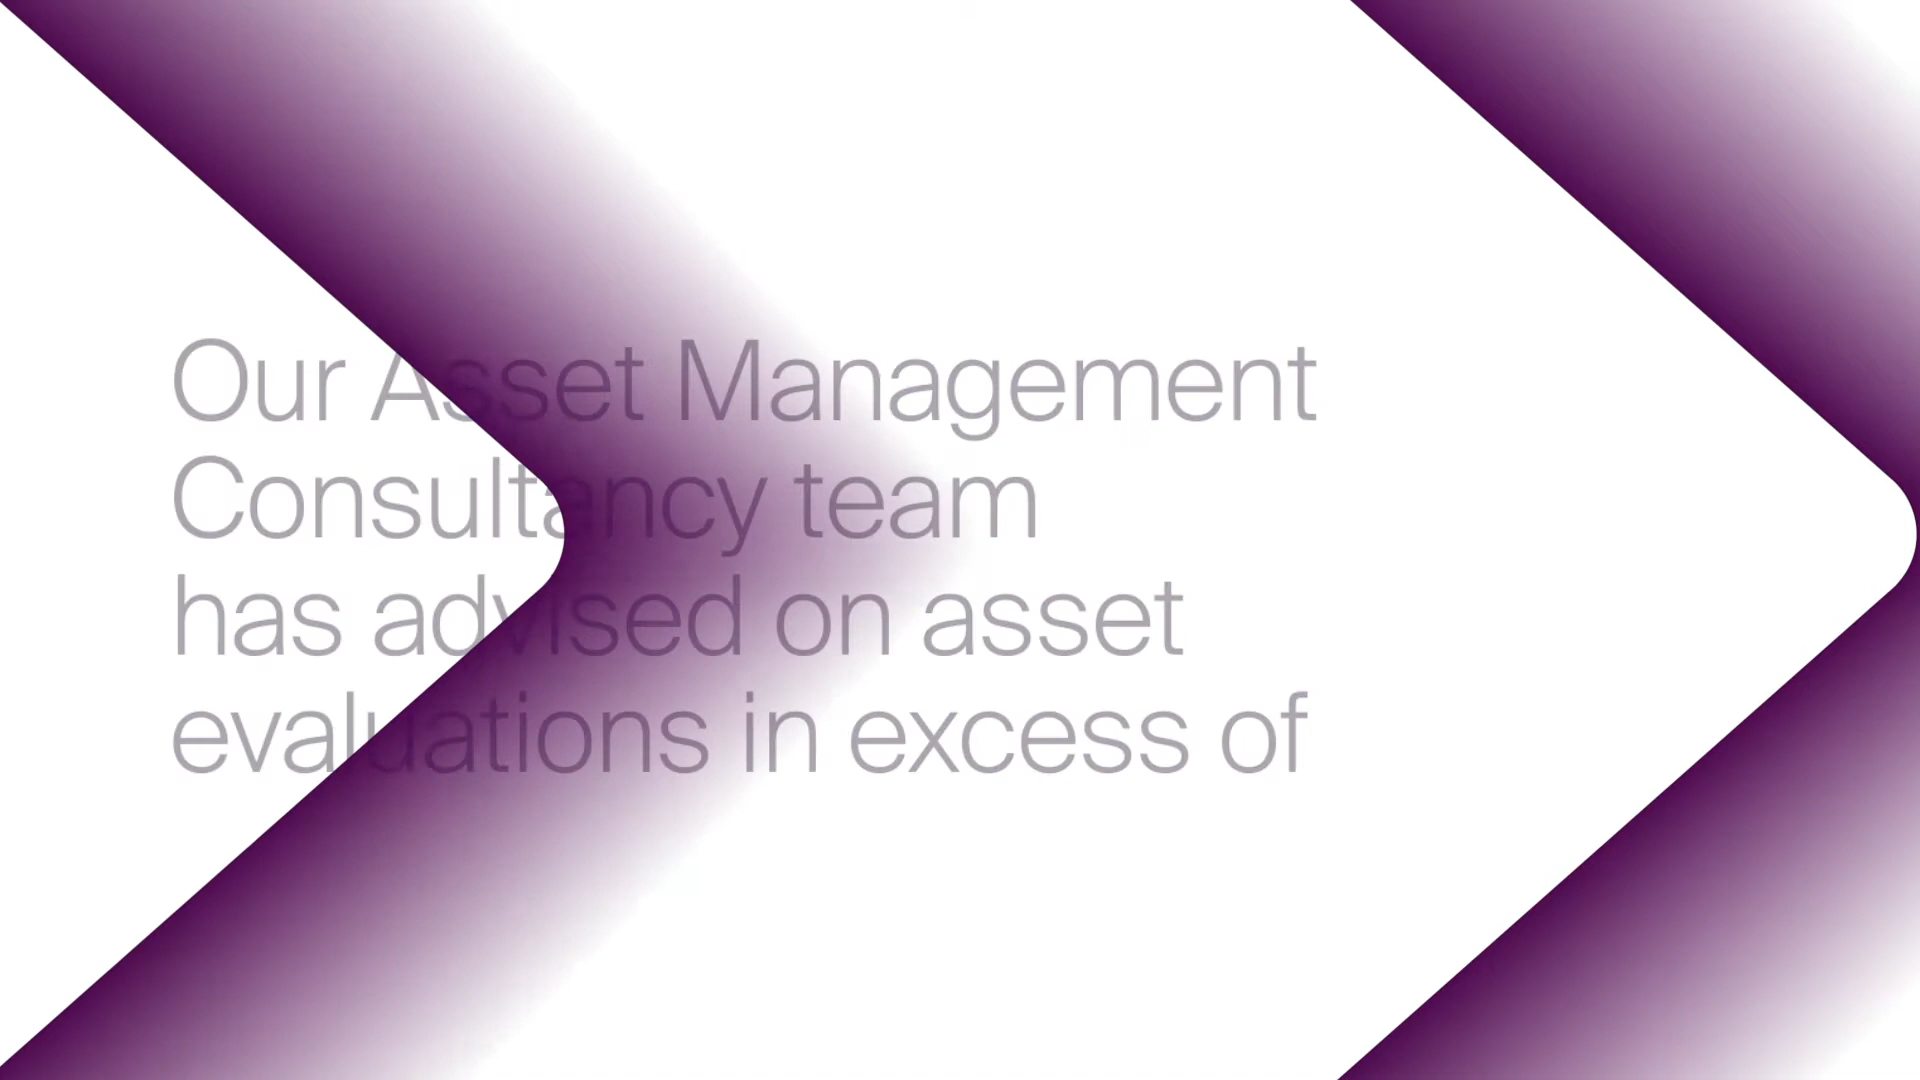 Our Asset Management
Consultancy team
has advised on asset
evaluations in excess of